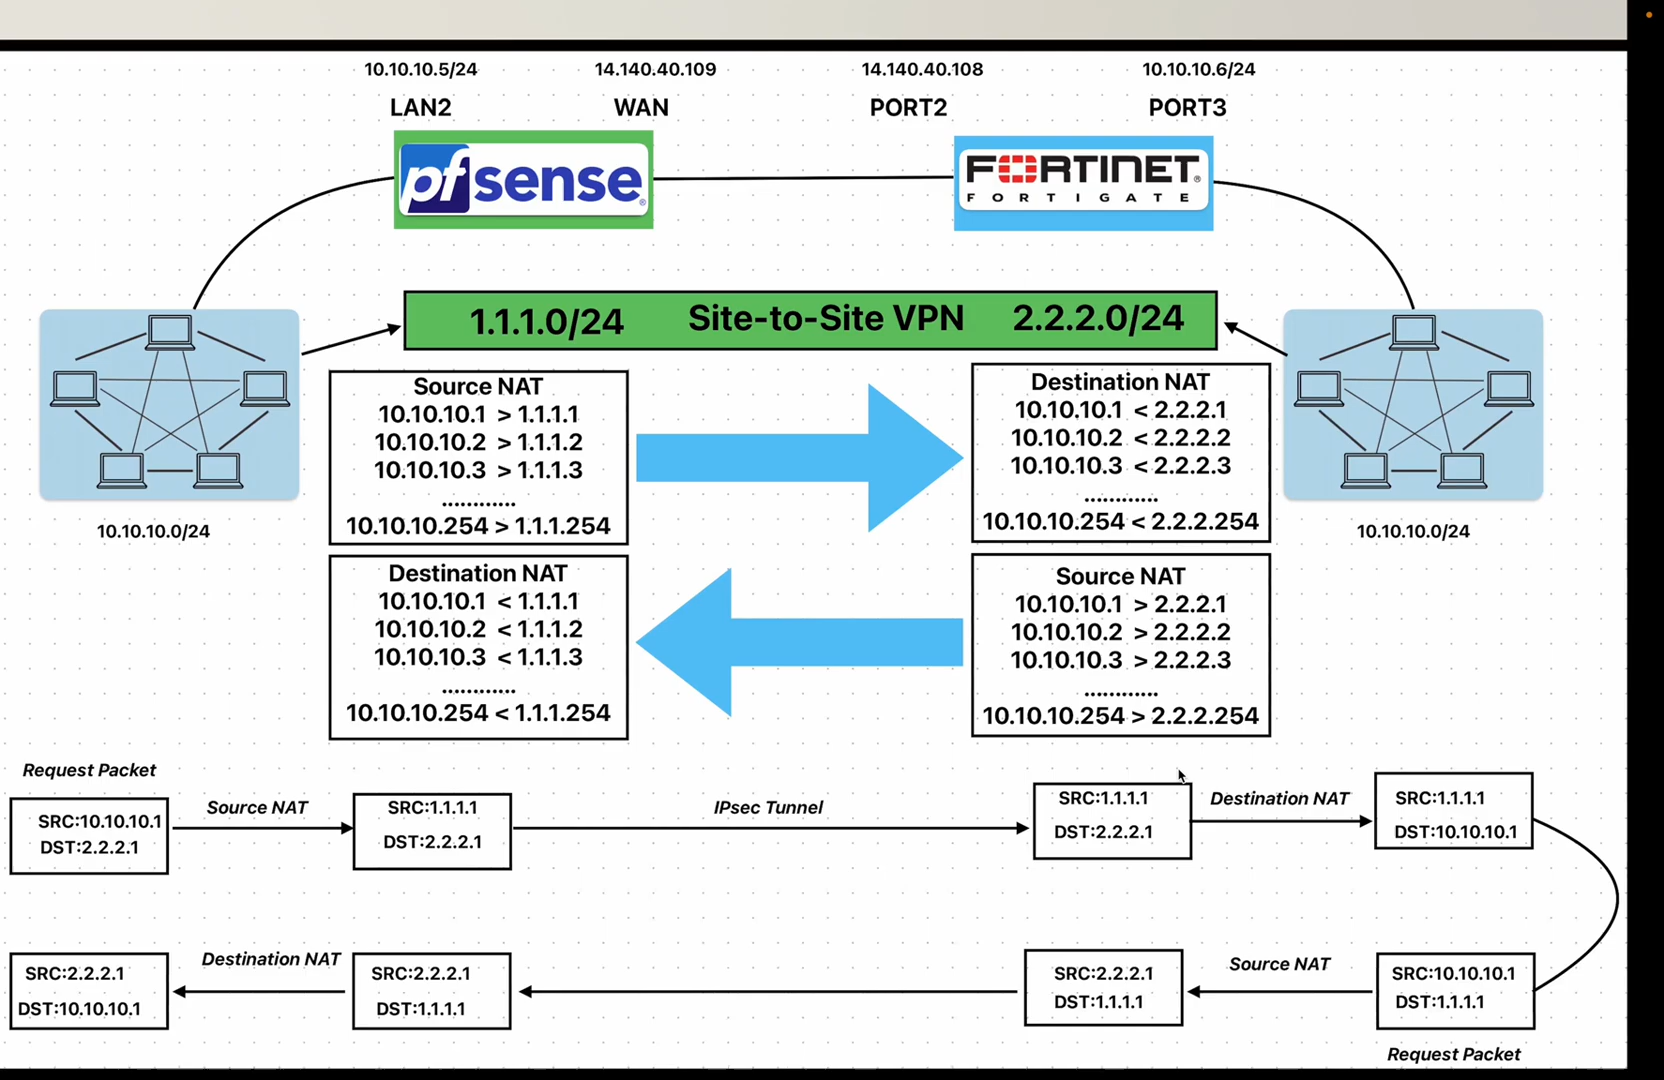 10.10.10.5/24 14.140.40.109 14.140.40.108 10.10.10.6/24
LAN2 WAN PORT2 PORT3
pfsense®
FORTINET®
FORTIGATE
1.1.1.0/24 Site-to-Site VPN 2.2.2.0/24
Source NAT
10.10.10.1 > 1.1.1.1
10.10.10.2 > 1.1.1.2
10.10.10.3 > 1.1.1.3
............
10.10.10.254 > 1.1.1.254
Destination NAT
10.10.10.1 < 2.2.2.1
10.10.10.2 < 2.2.2.2
10.10.10.3 < 2.2.2.3
............
10.10.10.254 < 2.2.2.254
10.10.10.0/24
10.10.10.0/24
Destination NAT
10.10.10.1 < 1.1.1.1
10.10.10.2 < 1.1.1.2
10.10.10.3 < 1.1.1.3
............
10.10.10.254 < 1.1.1.254
Source NAT
10.10.10.1 > 2.2.2.1
10.10.10.2 > 2.2.2.2
10.10.10.3 > 2.2.2.3
............
10.10.10.254 > 2.2.2.254
Request Packet
SRC:10.10.10.1
DST:2.2.2.1
Source NAT
SRC:1.1.1.1
DST:2.2.2.1
IPsec Tunnel
SRC:1.1.1.1
DST:2.2.2.1
Destination NAT
SRC:1.1.1.1
DST:10.10.10.1
SRC:2.2.2.1
DST:10.10.10.1
Destination NAT
SRC:2.2.2.1
DST:1.1.1.1
SRC:2.2.2.1
DST:1.1.1.1
Source NAT
SRC:10.10.10.1
DST:1.1.1.1
Request Packet